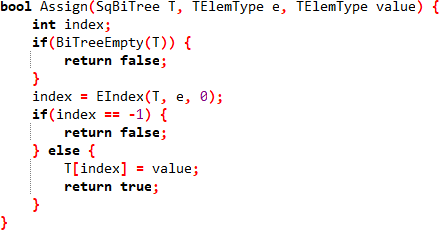 bool Assign(SqBiTree T, TElemType e, TElemType value) {
    int index;
    if(BiTreeEmpty(T)) {
        return false;
    }
    index = EIndex(T, e, 0);
    if(index == -1) {
        return false;
    } else {
        T[index] = value;
        return true;
    }
}